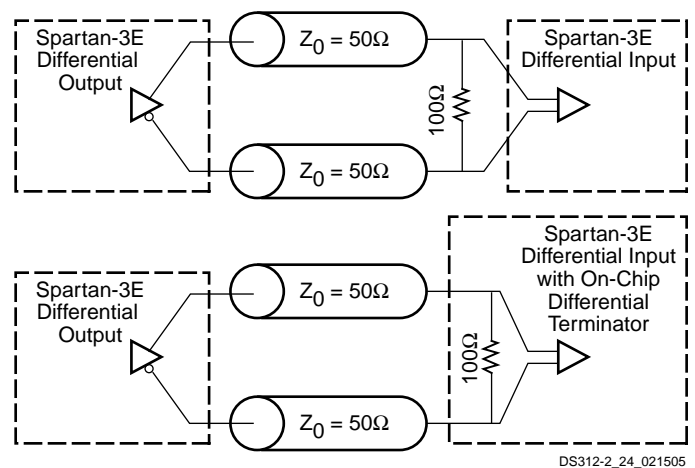 Spartan-3E
Differential
Output
Z0 = 50Ω
Z0 = 50Ω
100Ω
Spartan-3E
Differential Input
Spartan-3E
Differential
Output
Z0 = 50Ω
Z0 = 50Ω
100Ω
Spartan-3E
Differential Input
with On-Chip
Differential
Terminator
DS312-2_24_021505